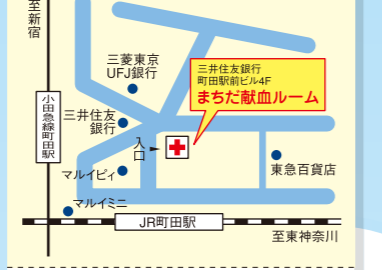 至新宿
三菱東京
UFJ銀行
三井住友銀行
町田駅前ビル4F
まちだ献血ルーム
小田急線町田駅
三井住友
銀行
入口
マルイビィ
東急百貨店
マルイミニ
JR町田駅
至東神奈川